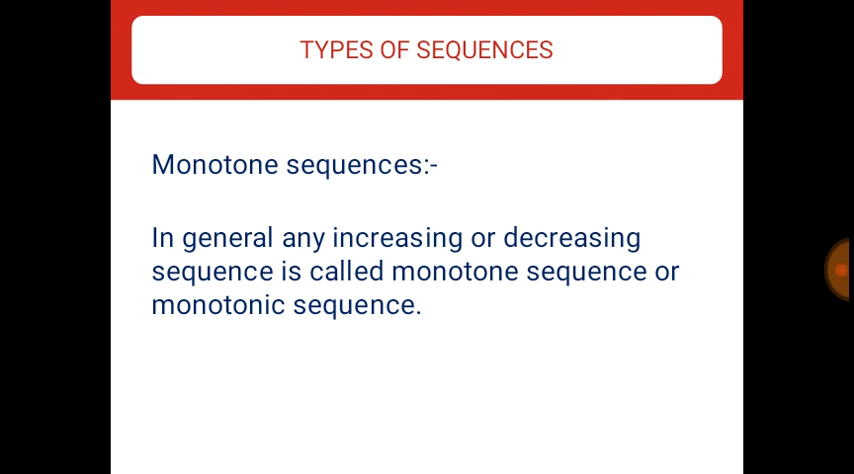 TYPES OF SEQUENCES
Monotone sequences:-
In general any increasing or decreasing
sequence is called monotone sequence or
monotonic sequence.